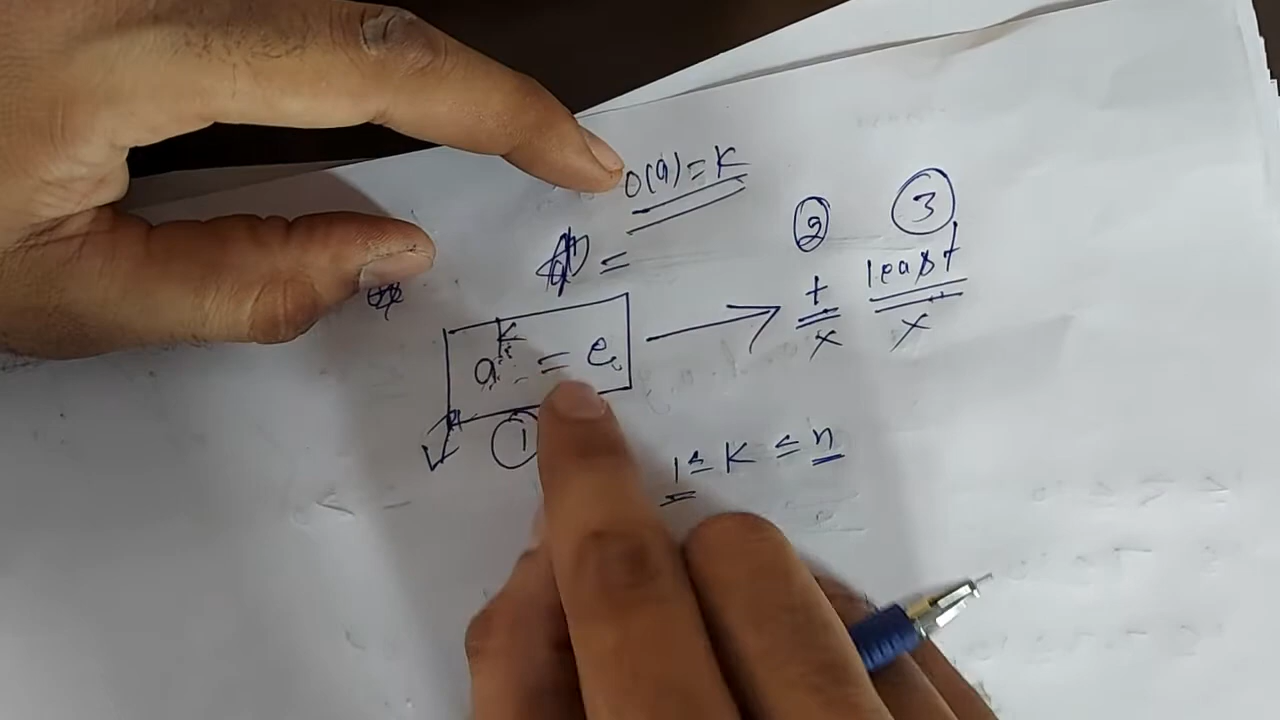 o(a) = K
=
② ③
+ least
x x
a^K = e
①
1 ≤ K ≤ n